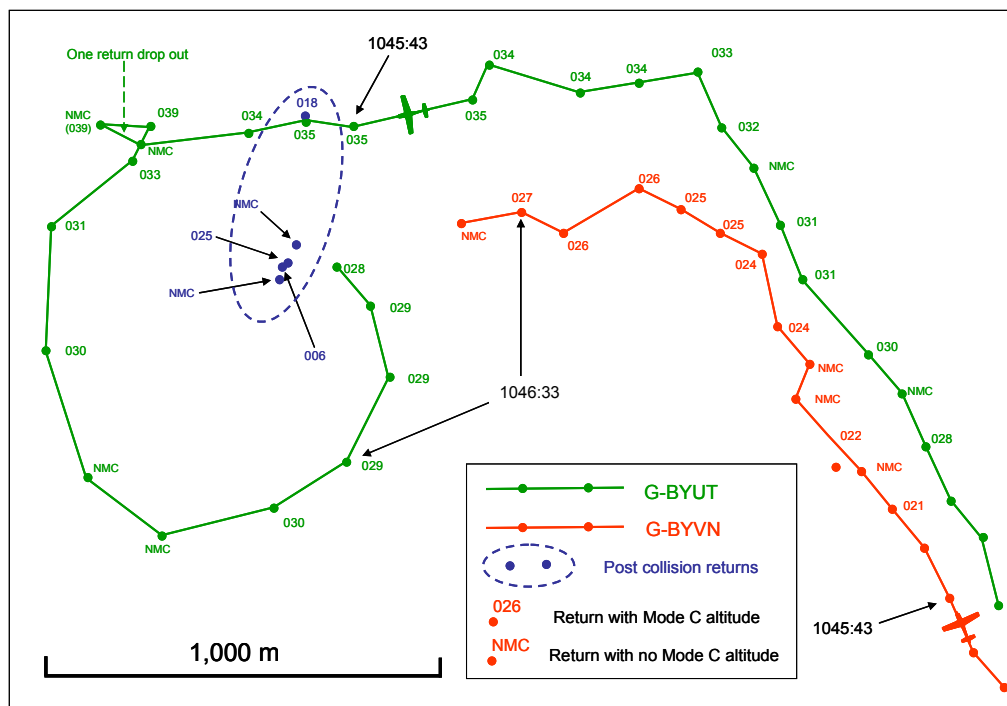 1045:43
One return drop out
034
034
034
033
018
039
NMC
(039)
034
035
035
035
NMC
033
032
NMC
026
025
027
025
NMC
026
024
031
031
031
NMC
025
028
NMC
029
006
024
030
030
NMC
NMC
029
1046:33
NMC
022
028
029
NMC
NMC
030
021
NMC
G-BYUT
G-BYVN
Post collision returns
026
Return with Mode C altitude
NMC
Return with no Mode C altitude
1045:43
1,000 m